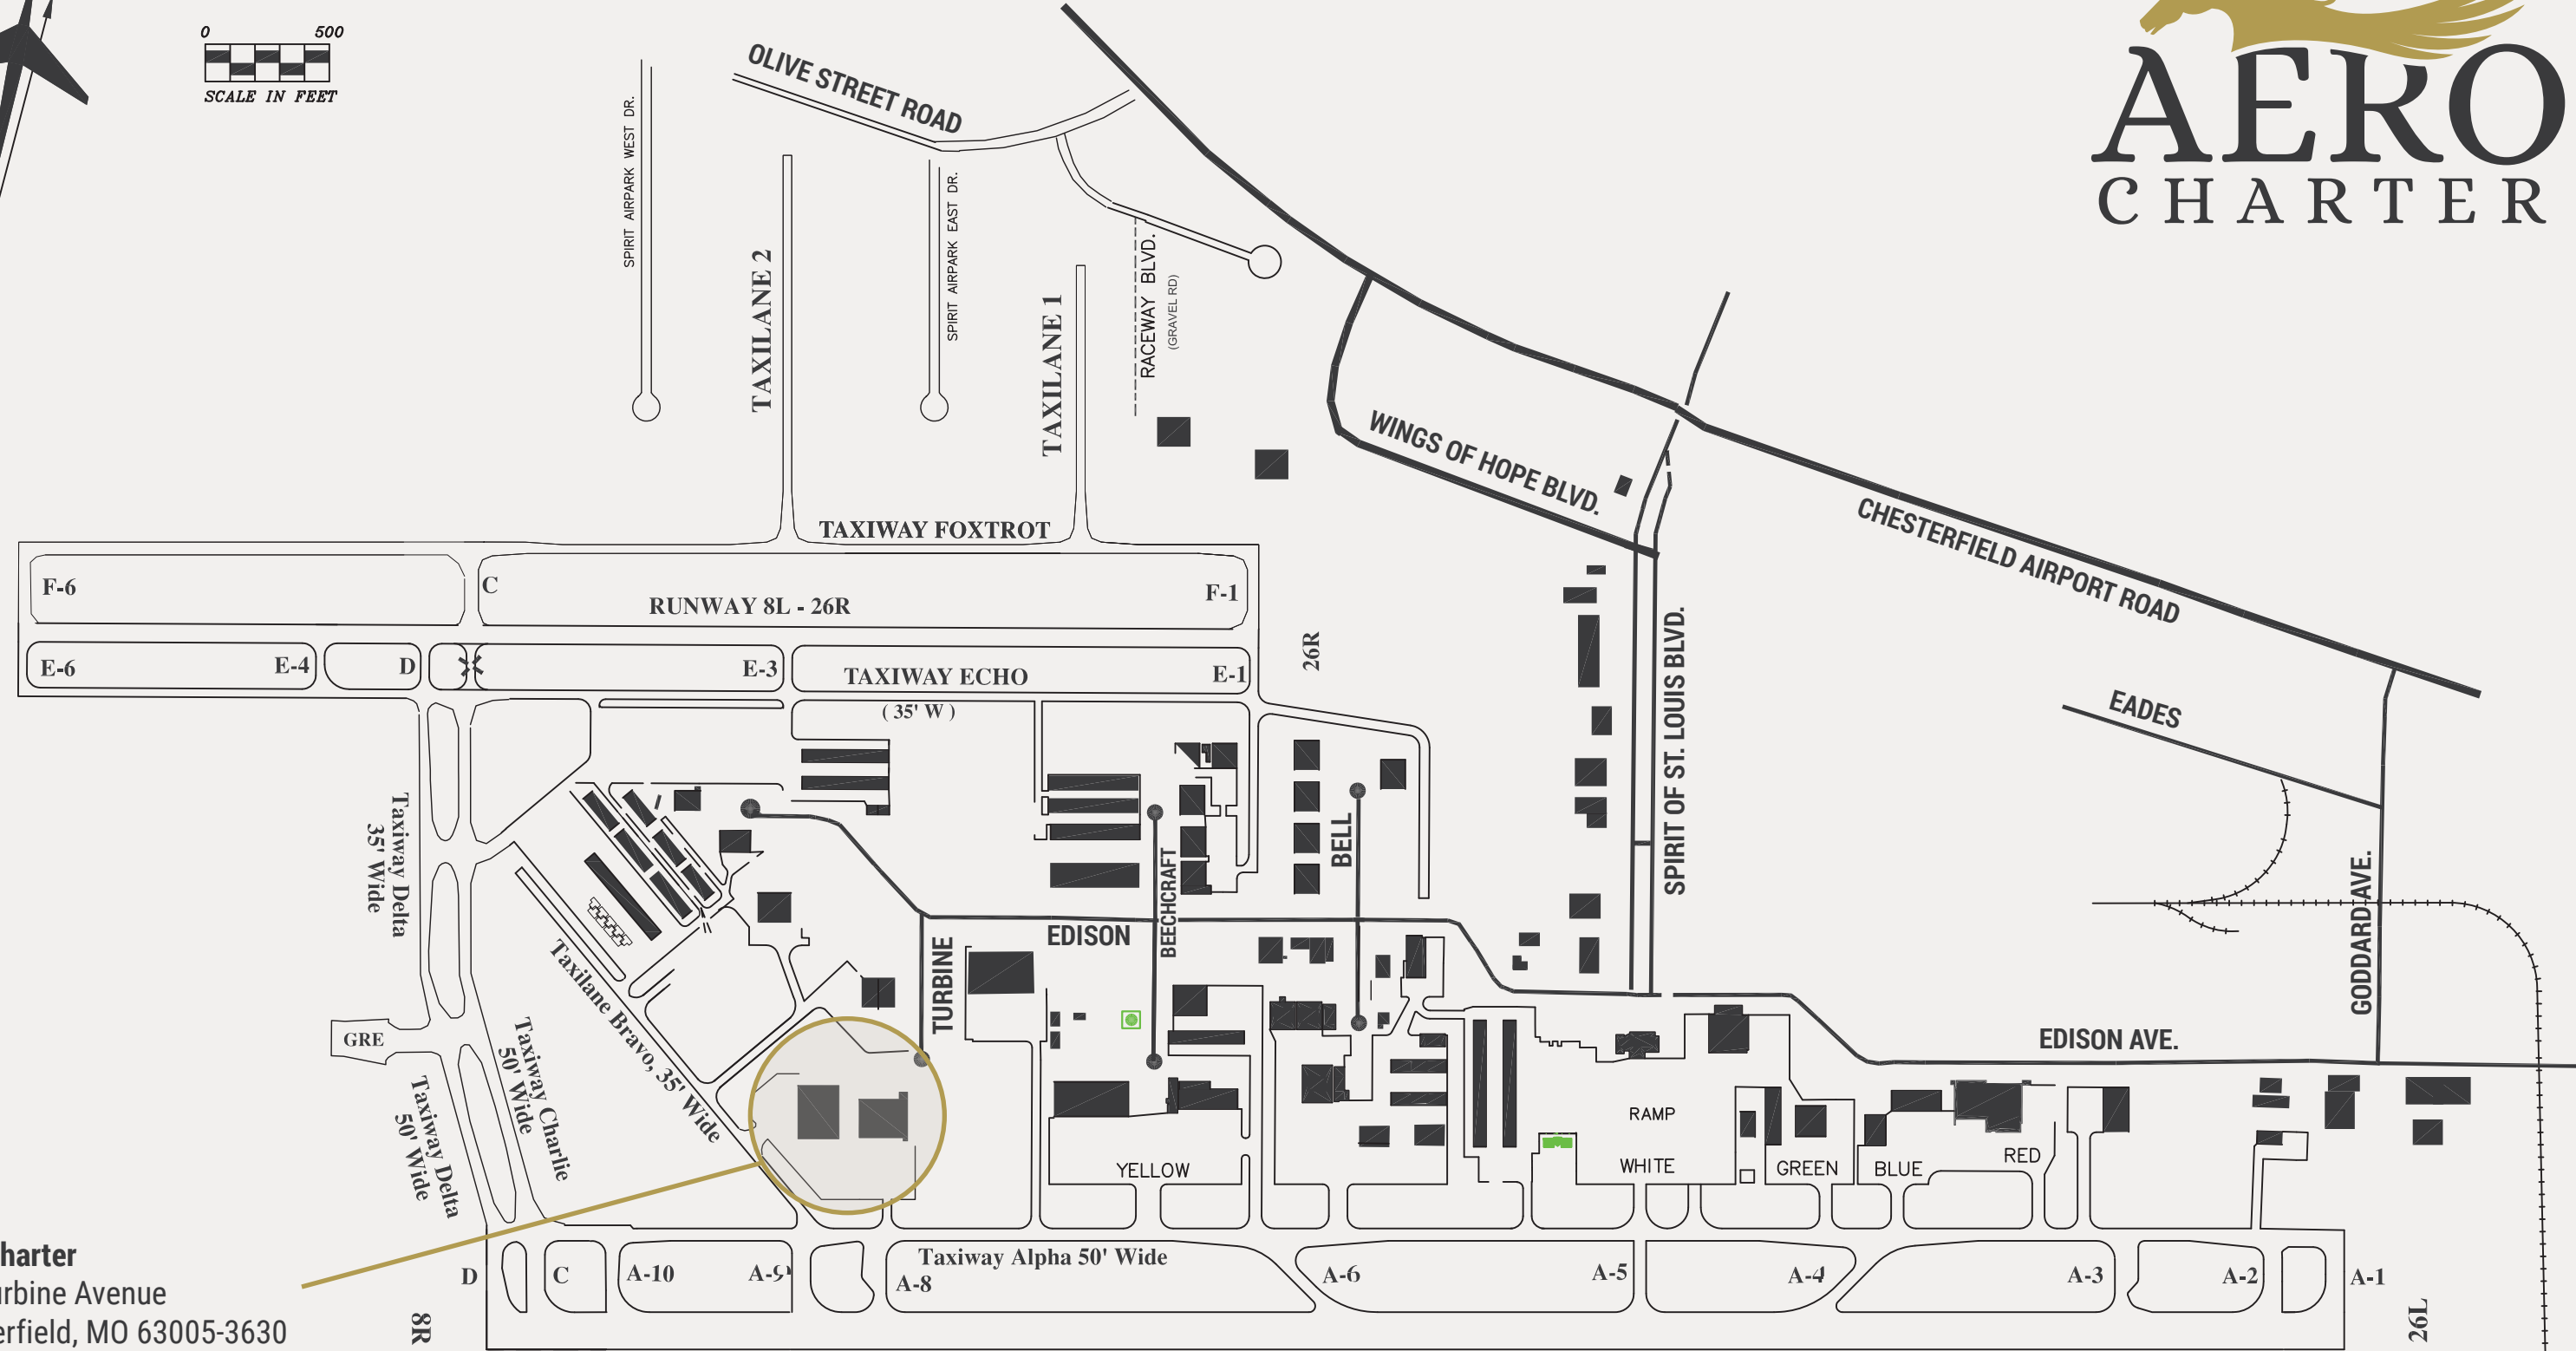 0 500
SCALE IN FEET
AERO
CHARTER
OLIVE STREET ROAD
SPIRIT AIRPARK WEST DR.
TAXILANE 2
SPIRIT AIRPARK EAST DR.
TAXILANE 1
RACEWAY BLVD.
(GRAVEL RD)
WINGS OF HOPE BLVD.
CHESTERFIELD AIRPORT ROAD
TAXIWAY FOXTROT
F-6
C
RUNWAY 8L - 26R
F-1
26R
E-6
E-4
D
E-3
TAXIWAY ECHO
E-1
( 35' W )
SPIRIT OF ST. LOUIS BLVD.
EADES
GODDARD AVE.
Taxiway Delta
35' Wide
BELL
BEECHCRAFT
EDISON
TURBINE
Taxilane Bravo, 35' Wide
GRE
Taxiway Charlie
50' Wide
Taxiway Delta
50' Wide
EDISON AVE.
RAMP
YELLOW
WHITE
GREEN
BLUE
RED
harter
rbine Avenue
erfield, MO 63005-3630
D
C
A-10
A-9
Taxiway Alpha 50' Wide
A-8
A-6
A-5
A-4
A-3
A-2
A-1
8R
26L